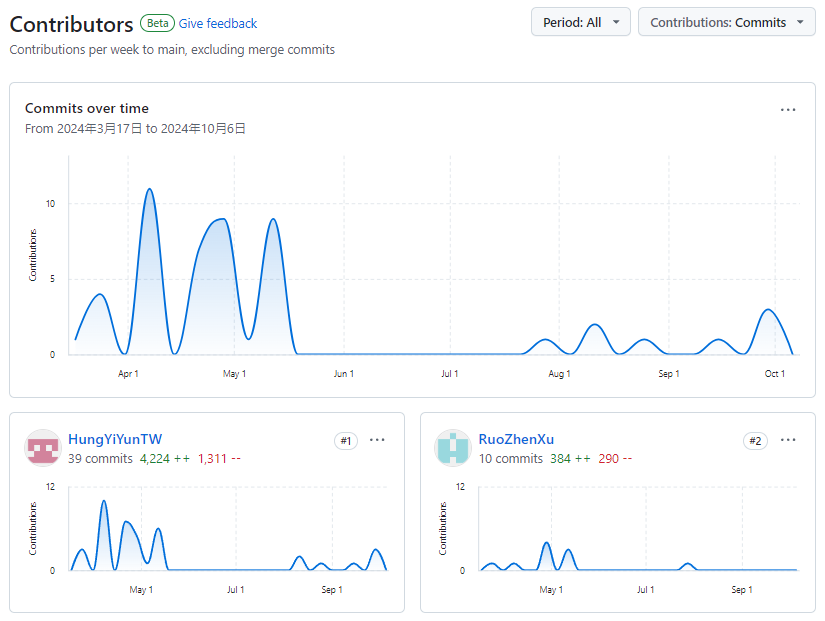 Contributors Beta Give feedback
Period: All
Contributions: Commits
Contributions per week to main, excluding merge commits
Commits over time
From 2024年3月17日 to 2024年10月6日
Contributions
10
5
0
Apr 1 May 1 Jun 1 Jul 1 Aug 1 Sep 1 Oct 1
HungYiYunTW #1
39 commits 4,224 ++ 1,311 --
Contributions
12
0
May 1 Jul 1 Sep 1
RuoZhenXu #2
10 commits 384 ++ 290 --
Contributions
12
0
May 1 Jul 1 Sep 1